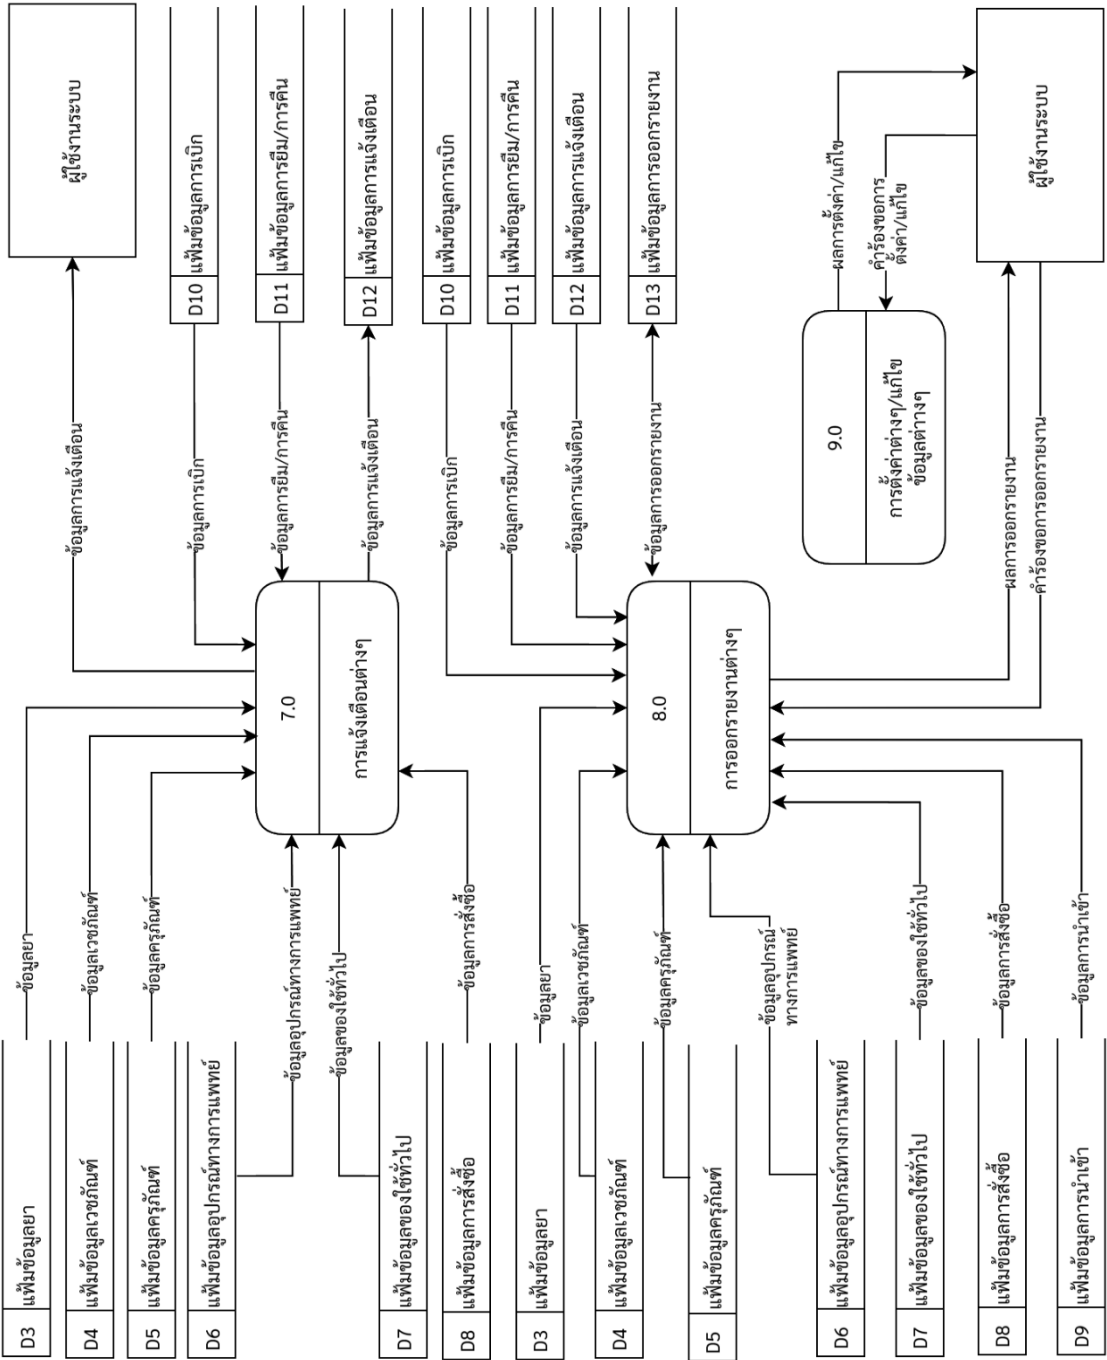 D3 แฟ้มข้อมูลยา
ข้อมูลยา
D4 แฟ้มข้อมูลเวชภัณฑ์
ข้อมูลเวชภัณฑ์
D5 แฟ้มข้อมูลครุภัณฑ์
ข้อมูลครุภัณฑ์
D6 แฟ้มข้อมูลอุปกรณ์ทางการแพทย์
ข้อมูลอุปกรณ์ทางการแพทย์
ข้อมูลของใช้ทั่วไป
D7 แฟ้มข้อมูลของใช้ทั่วไป
D8 แฟ้มข้อมูลการสั่งซื้อ
ข้อมูลการสั่งซื้อ
7.0
การแจ้งเตือนต่างๆ
ข้อมูลการแจ้งเตือน
ผู้ใช้งานระบบ
ข้อมูลการเบิก
D10 แฟ้มข้อมูลการเบิก
ข้อมูลการยืม/การคืน
D11 แฟ้มข้อมูลการยืม/การคืน
ข้อมูลการแจ้งเตือน
D12 แฟ้มข้อมูลการแจ้งเตือน
D3 แฟ้มข้อมูลยา
ข้อมูลยา
ข้อมูลเวชภัณฑ์
D4 แฟ้มข้อมูลเวชภัณฑ์
ข้อมูลครุภัณฑ์
D5 แฟ้มข้อมูลครุภัณฑ์
ข้อมูลอุปกรณ์
ทางการแพทย์
D6 แฟ้มข้อมูลอุปกรณ์ทางการแพทย์
D7 แฟ้มข้อมูลของใช้ทั่วไป
ข้อมูลของใช้ทั่วไป
D8 แฟ้มข้อมูลการสั่งซื้อ
ข้อมูลการสั่งซื้อ
D9 แฟ้มข้อมูลการนำเข้า
ข้อมูลการนำเข้า
8.0
การออกรายงานต่างๆ
ข้อมูลการเบิก
D10 แฟ้มข้อมูลการเบิก
ข้อมูลการยืม/การคืน
D11 แฟ้มข้อมูลการยืม/การคืน
ข้อมูลการแจ้งเตือน
D12 แฟ้มข้อมูลการแจ้งเตือน
ข้อมูลการออกรายงาน
D13 แฟ้มข้อมูลการออกรายงาน
9.0
การตั้งค่าต่างๆ/แก้ไข
ข้อมูลต่างๆ
ผลการตั้งค่า/แก้ไข
คำร้องขอการ
ตั้งค่า/แก้ไข
ผลการออกรายงาน
คำร้องขอการออกรายงาน
ผู้ใช้งานระบบ